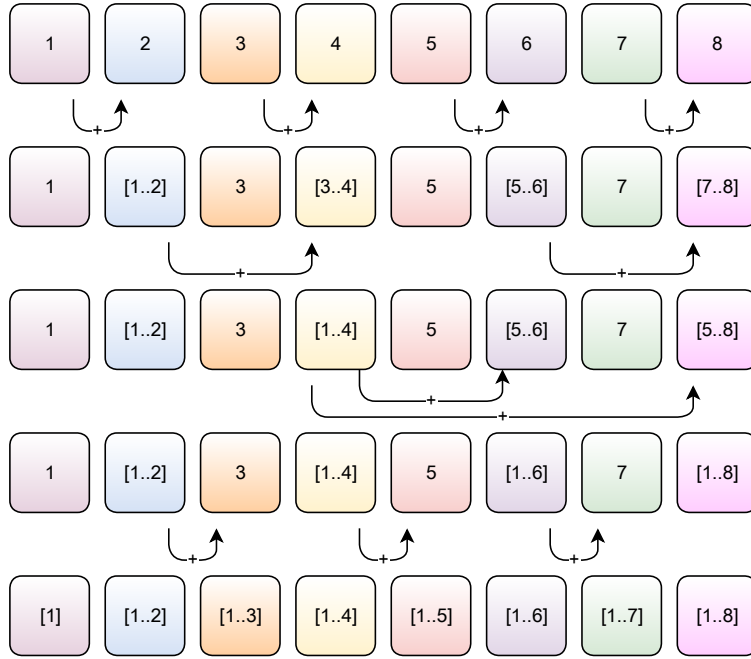 1 2 3 4 5 6 7 8
+ + + +
1 [1..2] 3 [3..4] 5 [5..6] 7 [7..8]
+ +
1 [1..2] 3 [1..4] 5 [5..6] 7 [5..8]
+
+
1 [1..2] 3 [1..4] 5 [1..6] 7 [1..8]
+ + +
[1] [1..2] [1..3] [1..4] [1..5] [1..6] [1..7] [1..8]